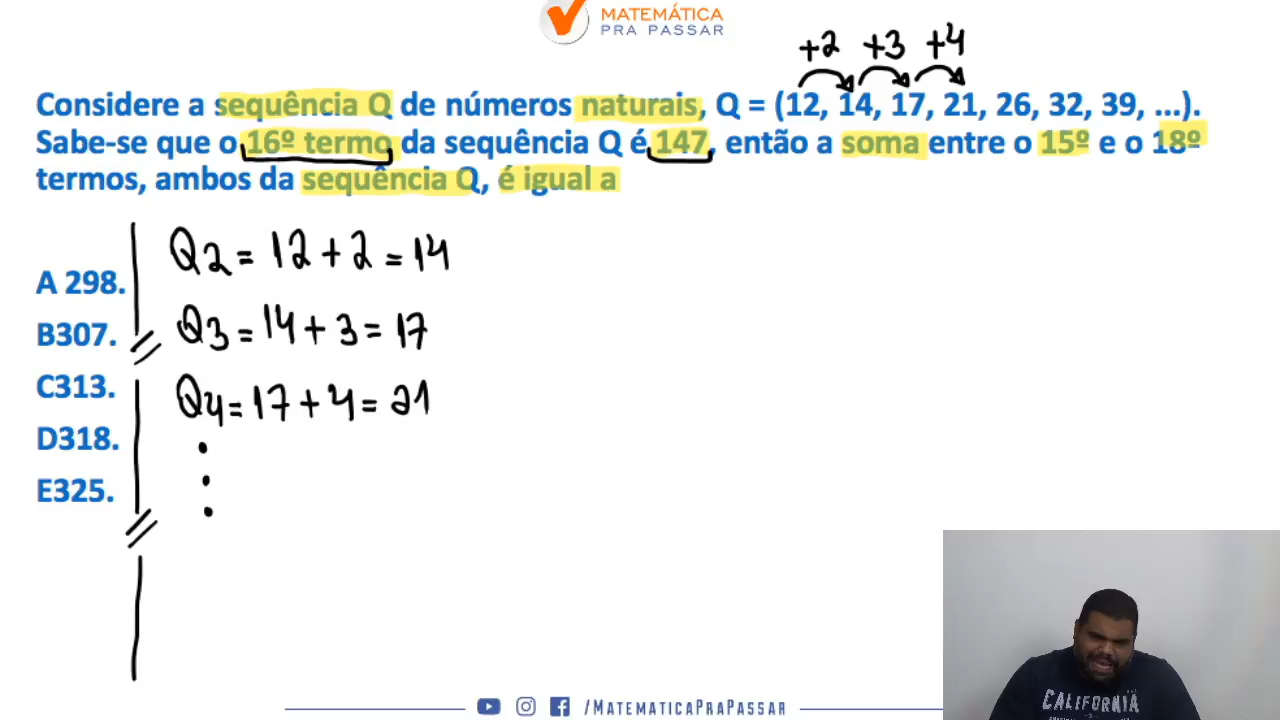 MATEMÁTICA
PRA PASSAR
+2 +3 +4
Considere a sequência Q de números naturais, Q = (12, 14, 17, 21, 26, 32, 39, ...).
Sabe-se que o 16º termo da sequência Q é 147, então a soma entre o 15º e o 18º
termos, ambos da sequência Q, é igual a
Q2 = 12 + 2 = 14
A 298.
Q3 = 14 + 3 = 17
B307.
C313.
Q4 = 17 + 4 = 21
D318.
E325.
CALIFORNIA
/MATEMATICAPRAPASSAR